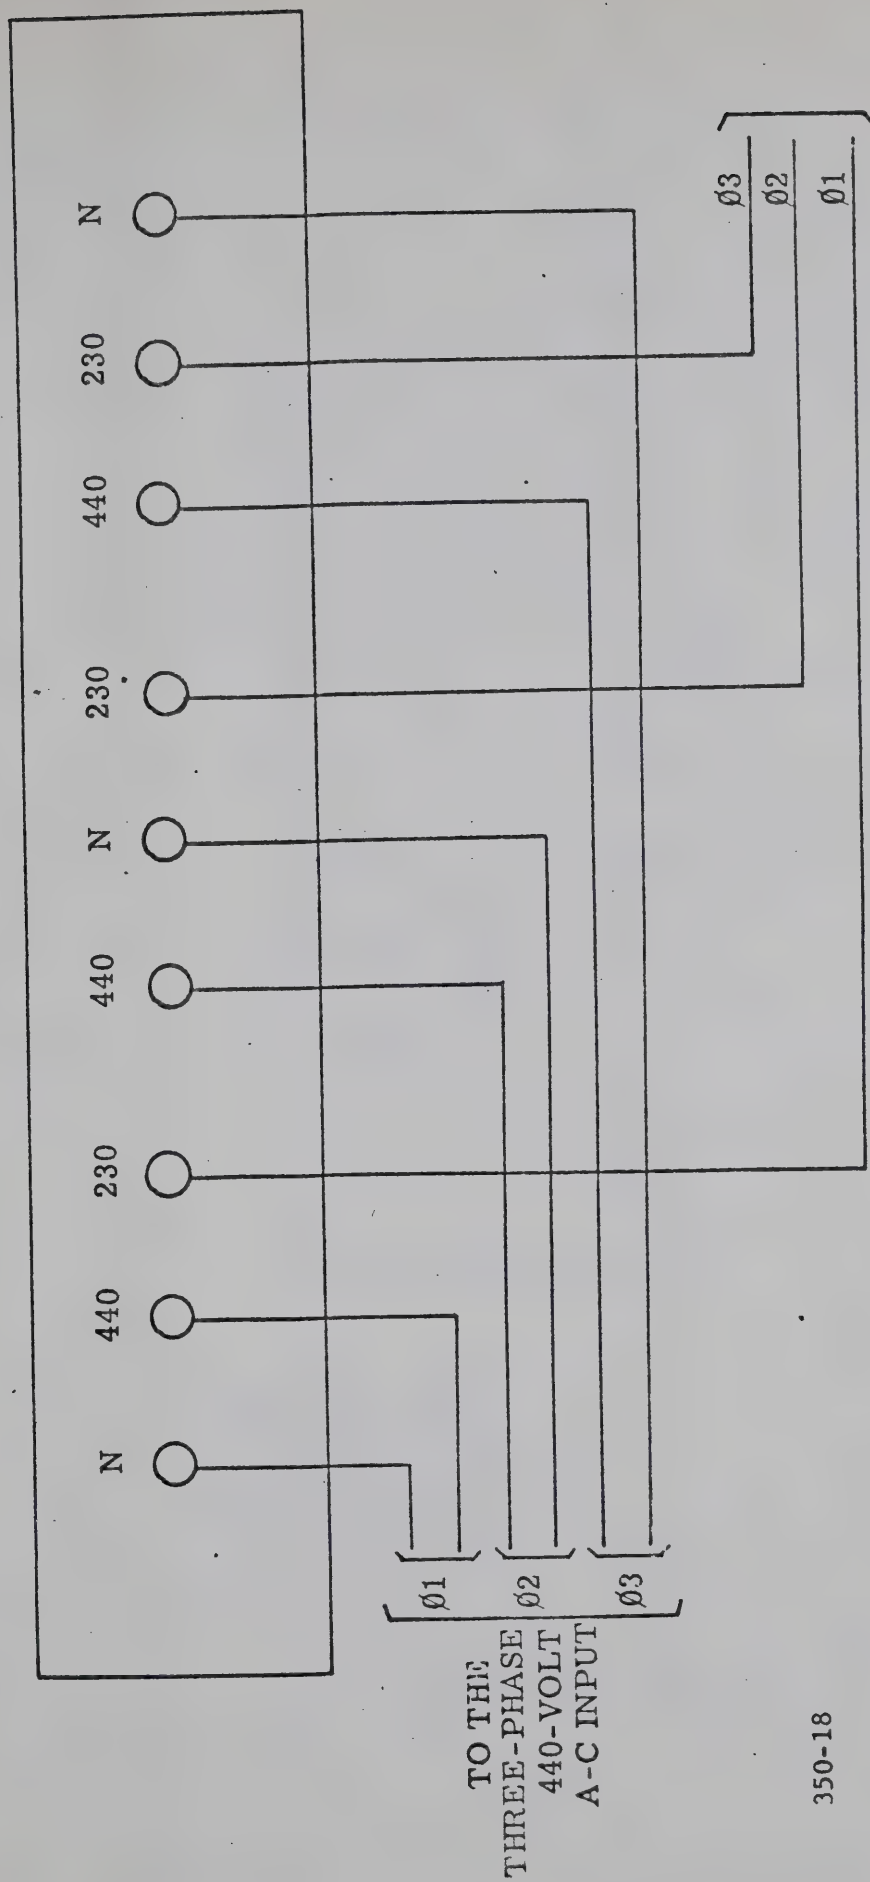 N 440 230 440 N 230 440 230 N
Ø1
Ø2
Ø3
TO THE
THREE-PHASE
440-VOLT
A-C INPUT
Ø3
Ø2
Ø1
350-18